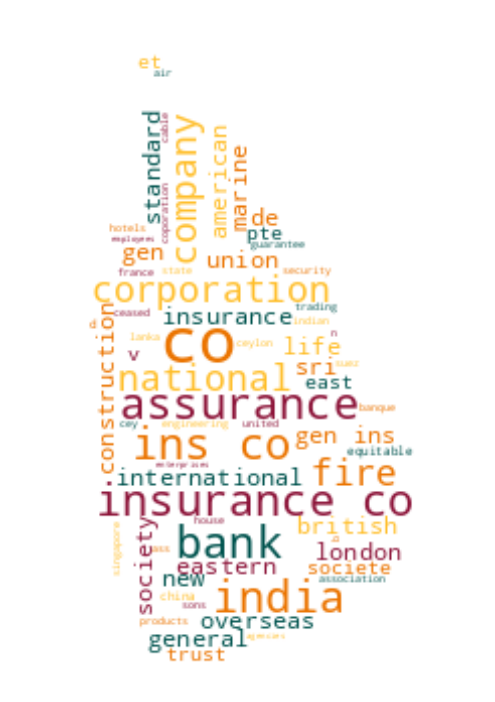 et
air
standard
cable
company
american
marine
coporation
de
hotels
pte
employees
guarantee
gen
union
france
state
security
corporation
ceased
insurance
trading
indian
d
construction
lanka
co
ceylon
life
n
v
national
sri
suez
east
assurance
banque
cey
engineering
united
ins co
gen ins
equitable
enterprises
international
fire
insurance co
house
british
singapore
society
ass
bank
london
eastern
societe
new
association
china
sons
india
products
overseas
general
agencies
trust